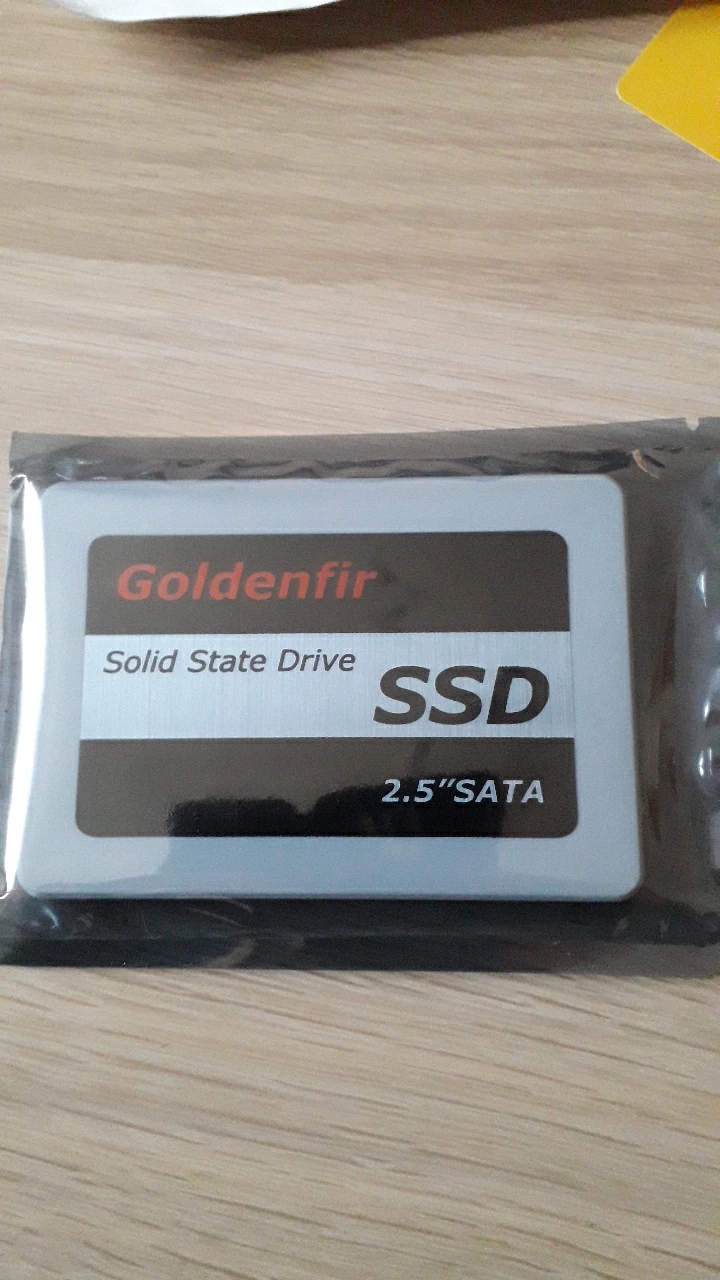 Goldenfir
Solid State Drive
SSD
2.5"SATA